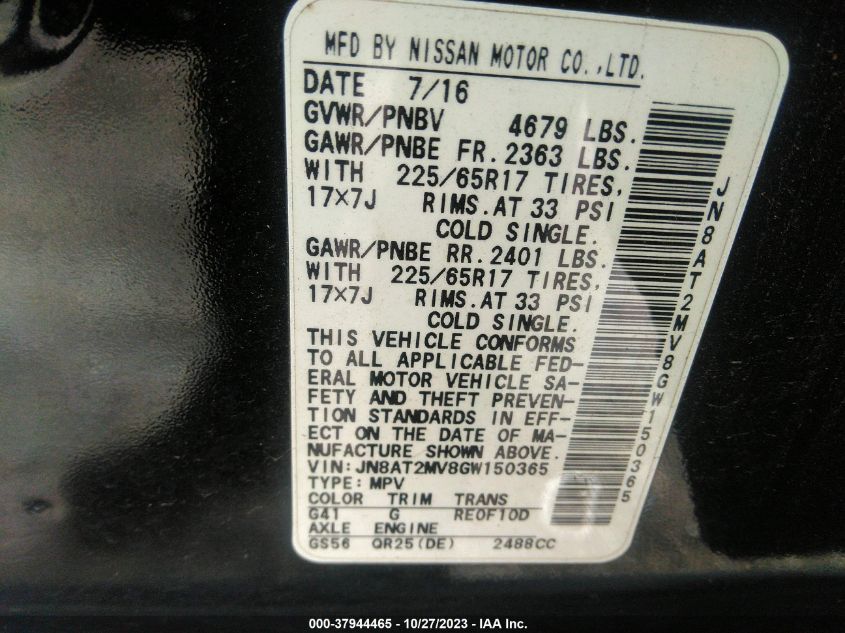 MFD BY NISSAN MOTOR CO.,LTD.
DATE 7/16
GVWR/PNBV 4679 LBS.
GAWR/PNBE FR. 2363 LBS.
WITH 225/65R17 TIRES,
17×7J RIMS. AT 33 PSI
COLD SINGLE.
GAWR/PNBE RR. 2401 LBS.
WITH 225/65R17 TIRES,
17×7J RIMS. AT 33 PSI
COLD SINGLE.
THIS VEHICLE CONFORMS
TO ALL APPLICABLE FED-
ERAL MOTOR VEHICLE SA-
FETY AND THEFT PREVEN-
TION STANDARDS IN EFF-
ECT ON THE DATE OF MA-
NUFACTURE SHOWN ABOVE.
VIN:JN8AT2MV8GW150365
TYPE: MPV
COLOR TRIM TRANS
G41 G RE0F10D
AXLE ENGINE
GS56 QR25(DE) 2488CC
JN8AT2MV8GW150365
000-37944465 - 10/27/2023 - IAA Inc.